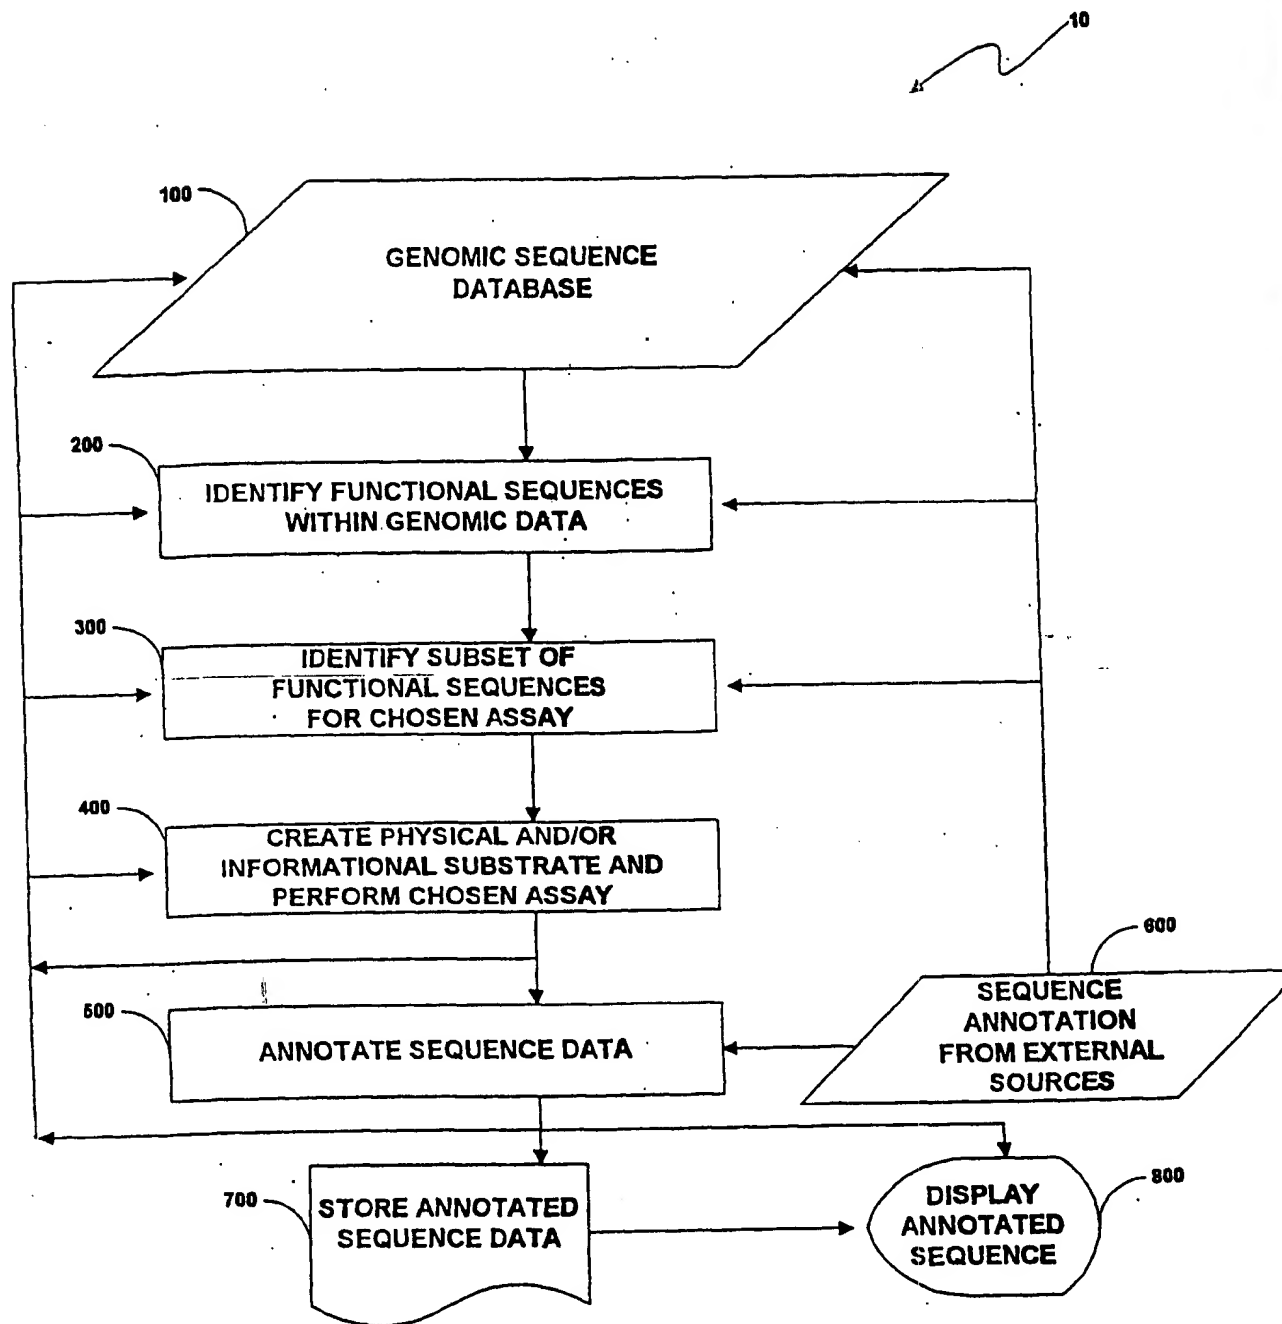 10
100
GENOMIC SEQUENCE
DATABASE
200
IDENTIFY FUNCTIONAL SEQUENCES
WITHIN GENOMIC DATA
300
IDENTIFY SUBSET OF
FUNCTIONAL SEQUENCES
FOR CHOSEN ASSAY
400
CREATE PHYSICAL AND/OR
INFORMATIONAL SUBSTRATE AND
PERFORM CHOSEN ASSAY
600
SEQUENCE
ANNOTATION
FROM EXTERNAL
SOURCES
500
ANNOTATE SEQUENCE DATA
700
STORE ANNOTATED
SEQUENCE DATA
800
DISPLAY
ANNOTATED
SEQUENCE